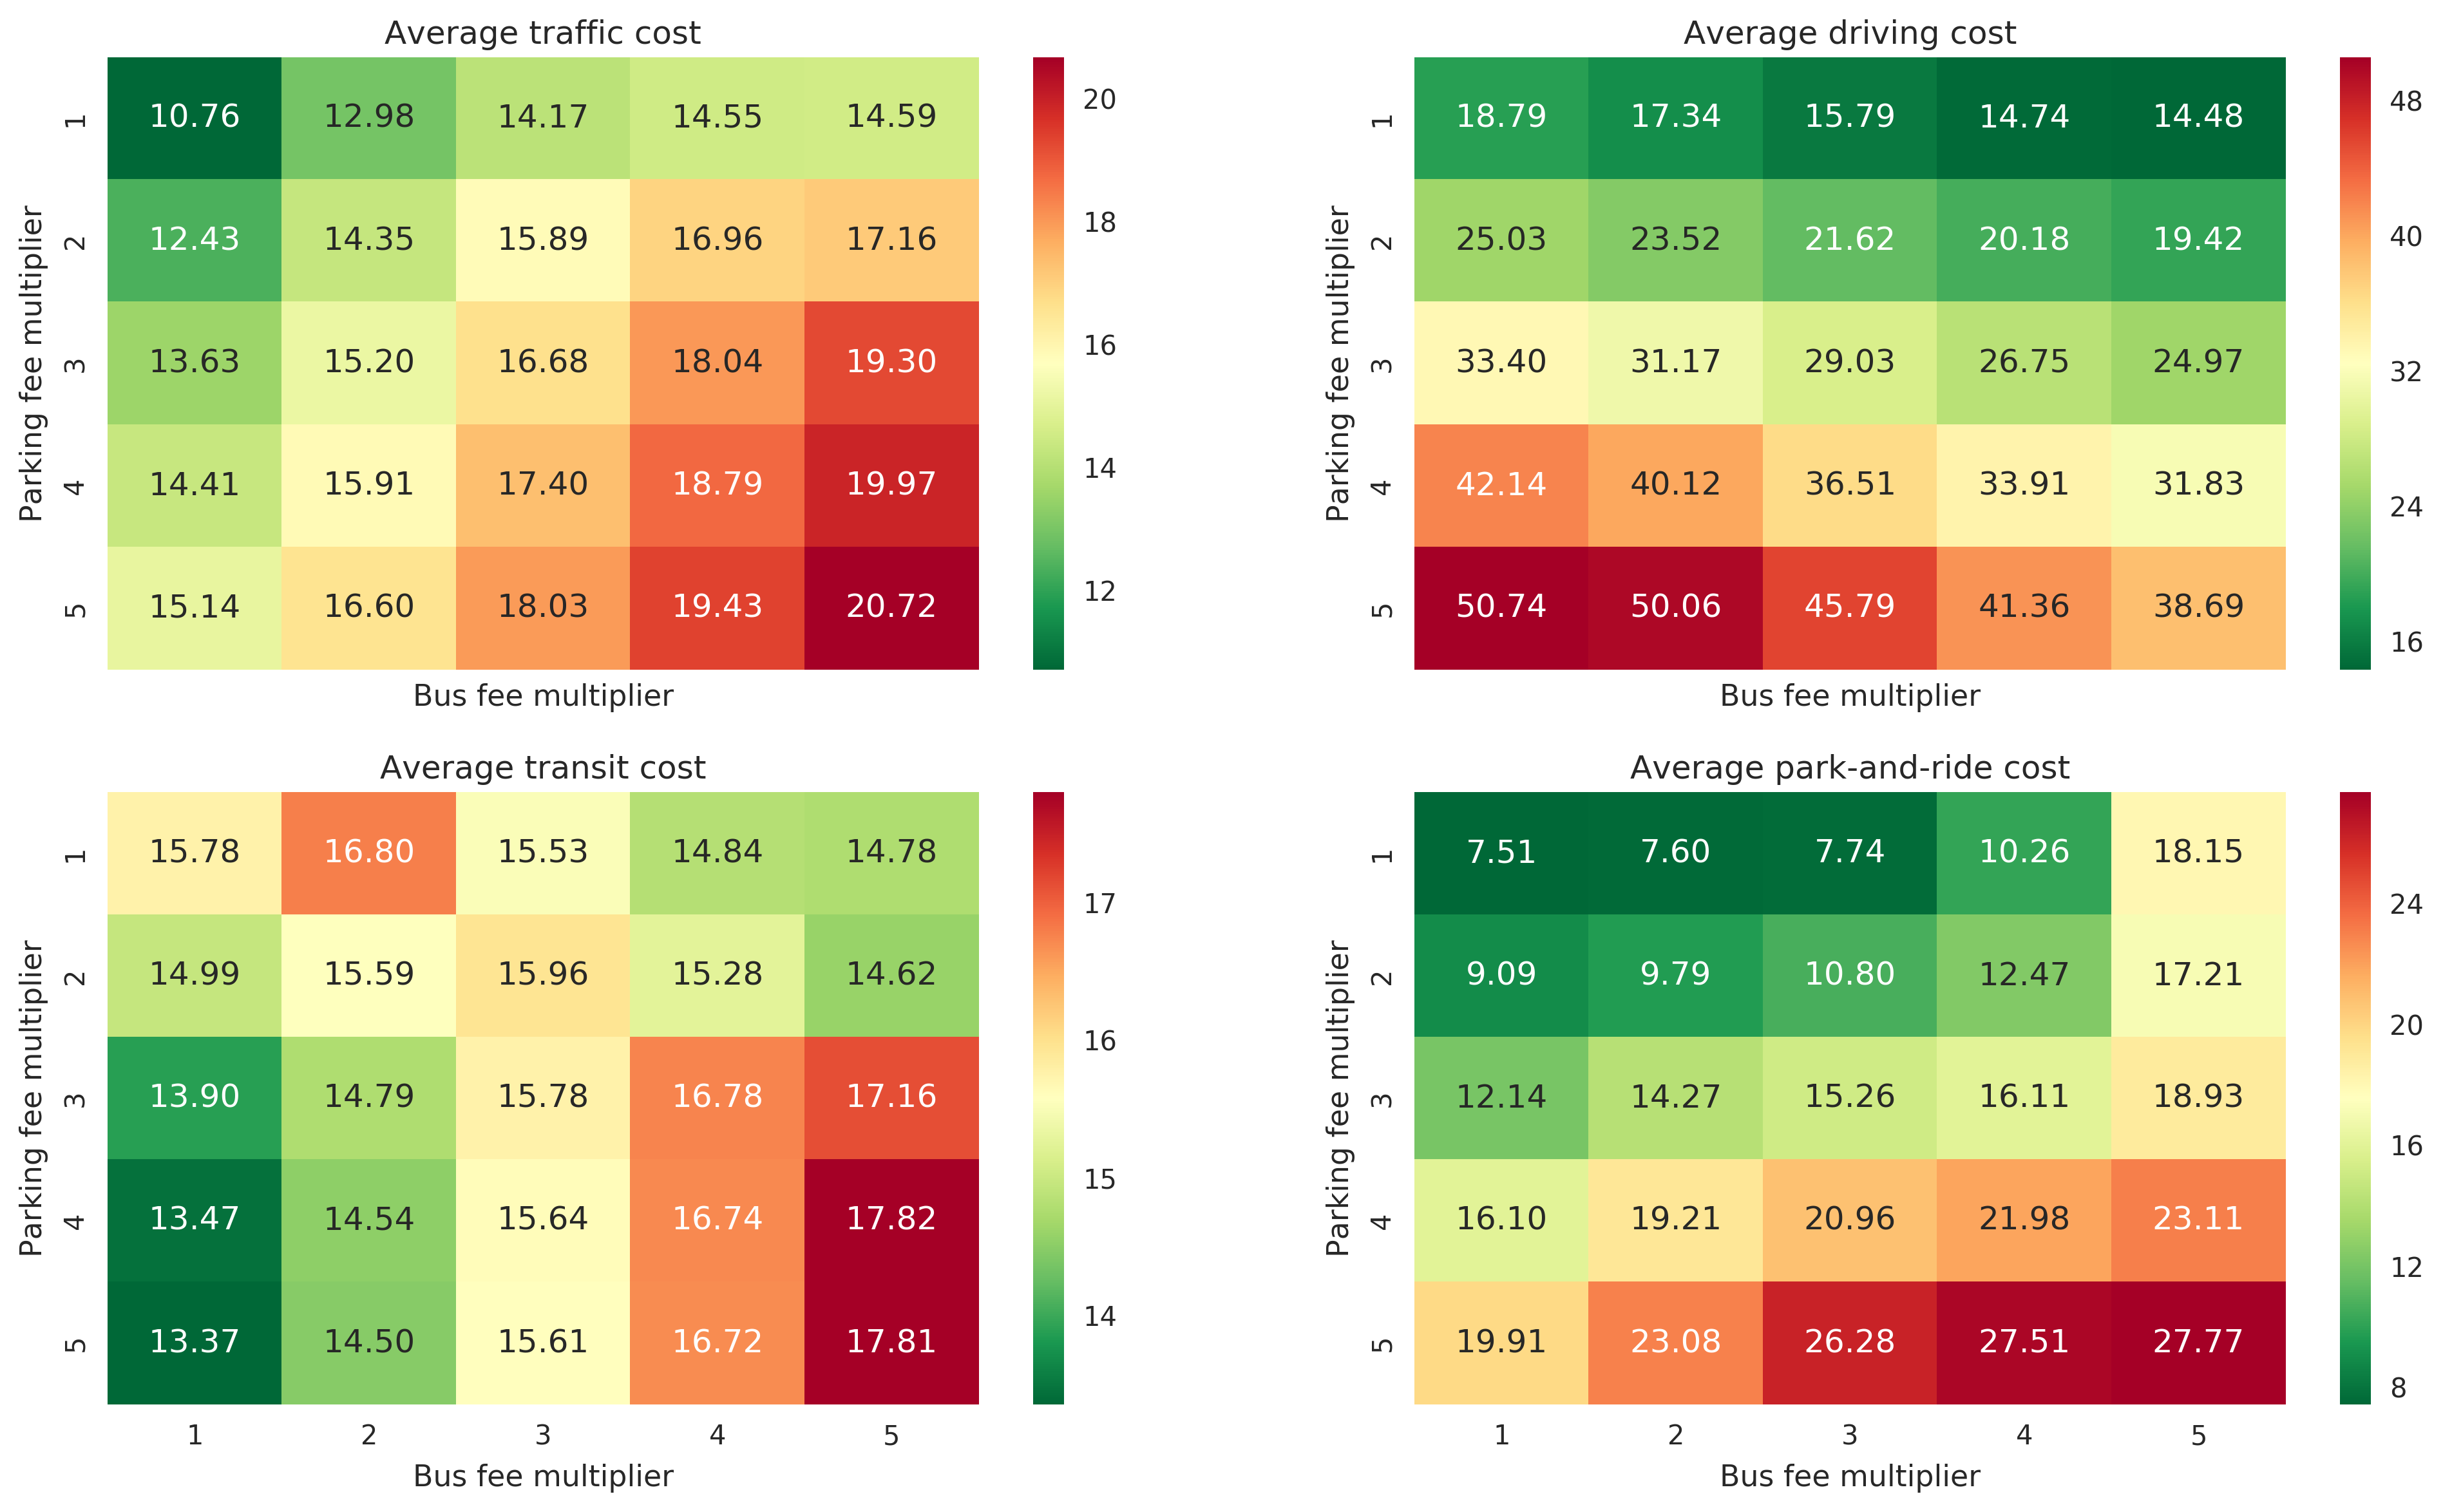 Average traffic cost
Parking fee multiplier
1 10.76 12.98 14.17 14.55 14.59
2 12.43 14.35 15.89 16.96 17.16
3 13.63 15.20 16.68 18.04 19.30
4 14.41 15.91 17.40 18.79 19.97
5 15.14 16.60 18.03 19.43 20.72
Bus fee multiplier
20
18
16
14
12
Average driving cost
Parking fee multiplier
1 18.79 17.34 15.79 14.74 14.48
2 25.03 23.52 21.62 20.18 19.42
3 33.40 31.17 29.03 26.75 24.97
4 42.14 40.12 36.51 33.91 31.83
5 50.74 50.06 45.79 41.36 38.69
Bus fee multiplier
48
40
32
24
16
Average transit cost
Parking fee multiplier
1 15.78 16.80 15.53 14.84 14.78
2 14.99 15.59 15.96 15.28 14.62
3 13.90 14.79 15.78 16.78 17.16
4 13.47 14.54 15.64 16.74 17.82
5 13.37 14.50 15.61 16.72 17.81
1 2 3 4 5
Bus fee multiplier
17
16
15
14
Average park-and-ride cost
Parking fee multiplier
1 7.51 7.60 7.74 10.26 18.15
2 9.09 9.79 10.80 12.47 17.21
3 12.14 14.27 15.26 16.11 18.93
4 16.10 19.21 20.96 21.98 23.11
5 19.91 23.08 26.28 27.51 27.77
1 2 3 4 5
Bus fee multiplier
24
20
16
12
8